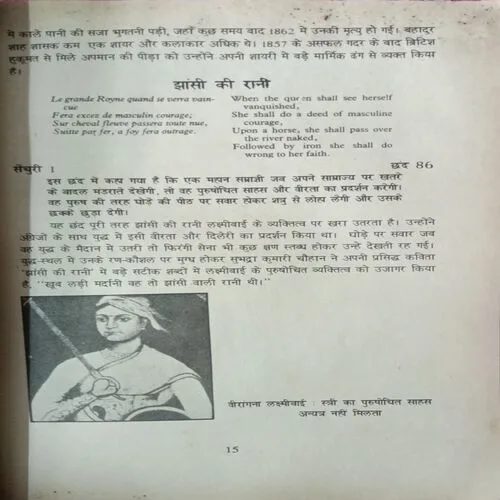 में काले पानी की सजा भुगतनी पड़ी, जहाँ कुछ समय बाद 1862 में उनकी मृत्यु हो गई। बहादुर
शाह शासक कम एक शायर और कलाकार अधिक थे। 1857 के असफल गदर के बाद ब्रिटिश
हुकूमत से मिले अपमान की पीड़ा को उन्होंने अपनी शायरी में बड़े मार्मिक ढंग से व्यक्त किया
है।
झांसी की रानी
Le grande Royne quand se verra vain-
cue
Fera excez de masculin courage;
Sur cheval fleuve passera toute nue,
Suitte par fer, a foy fera outrage.
When the queen shall see herself
vanquished,
She shall do a deed of masculine
courage,
Upon a horse, she shall pass over
the river naked,
Followed by iron she shall do
wrong to her faith.
सेंचुरी 1 छंद 86
इस छंद में कहा गया है कि एक महान सम्राज्ञी जब अपने साम्राज्य पर खतरे
के बादल मंडराते देखेगी, तो वह पुरुषोचित साहस और वीरता का प्रदर्शन करेगी।
वह पुरुष की तरह घोड़े की पीठ पर सवार होकर शत्रु से लोहा लेगी और उसके
छक्के छुड़ा देगी।
यह छंद पूरी तरह झांसी की रानी लक्ष्मीबाई के व्यक्तित्व पर खरा उतरता है। उन्होंने
अंग्रेजों के साथ युद्ध में इसी वीरता और दिलेरी का प्रदर्शन किया था। घोड़े पर सवार जब
वह युद्ध के मैदान में उतरी तो फिरंगी सेना भी कुछ क्षण स्तब्ध होकर उन्हें देखती रह गई।
युद्ध-स्थल में उनके रण-कौशल पर मुग्ध होकर सुभद्रा कुमारी चौहान ने अपनी प्रसिद्ध कविता
'झांसी की रानी' में बड़े सटीक शब्दों में लक्ष्मीबाई के पुरुषोचित व्यक्तित्व को उजागर किया
है, "खूब लड़ी मर्दानी वह तो झांसी वाली रानी थी।"
वीरांगना लक्ष्मीबाई : स्त्री का पुरुषोचित साहस
अन्यत्र नहीं मिलता
15